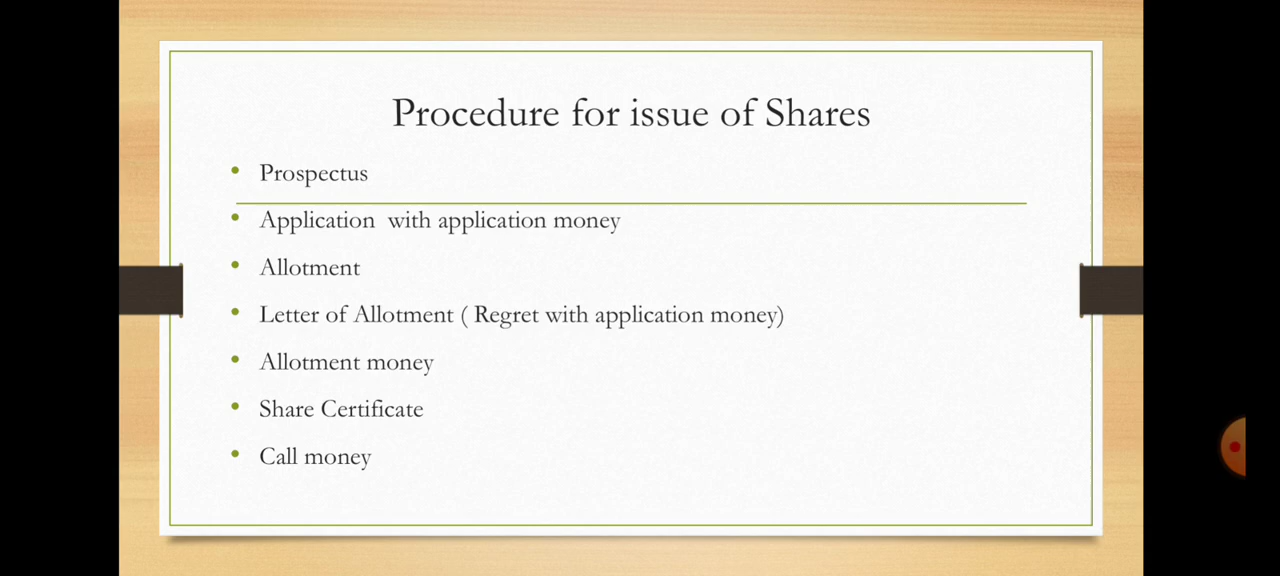 Procedure for issue of Shares
• Prospectus
• Application with application money
• Allotment
• Letter of Allotment ( Regret with application money)
• Allotment money
• Share Certificate
• Call money